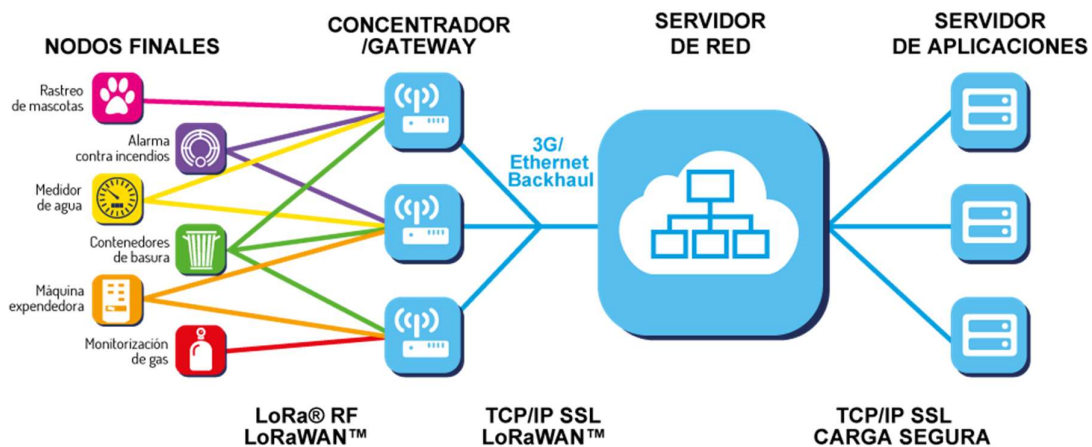 NODOS FINALES
CONCENTRADOR
/GATEWAY
SERVIDOR
DE RED
SERVIDOR
DE APLICACIONES
Rastreo
de mascotas
Alarma
contra incendios
Medidor
de agua
Contenedores
de basura
Máquina
expendedora
Monitorización
de gas
3G/
Ethernet
Backhaul
LoRa® RF
LoRaWAN™
TCP/IP SSL
LoRaWAN™
TCP/IP SSL
CARGA SEGURA